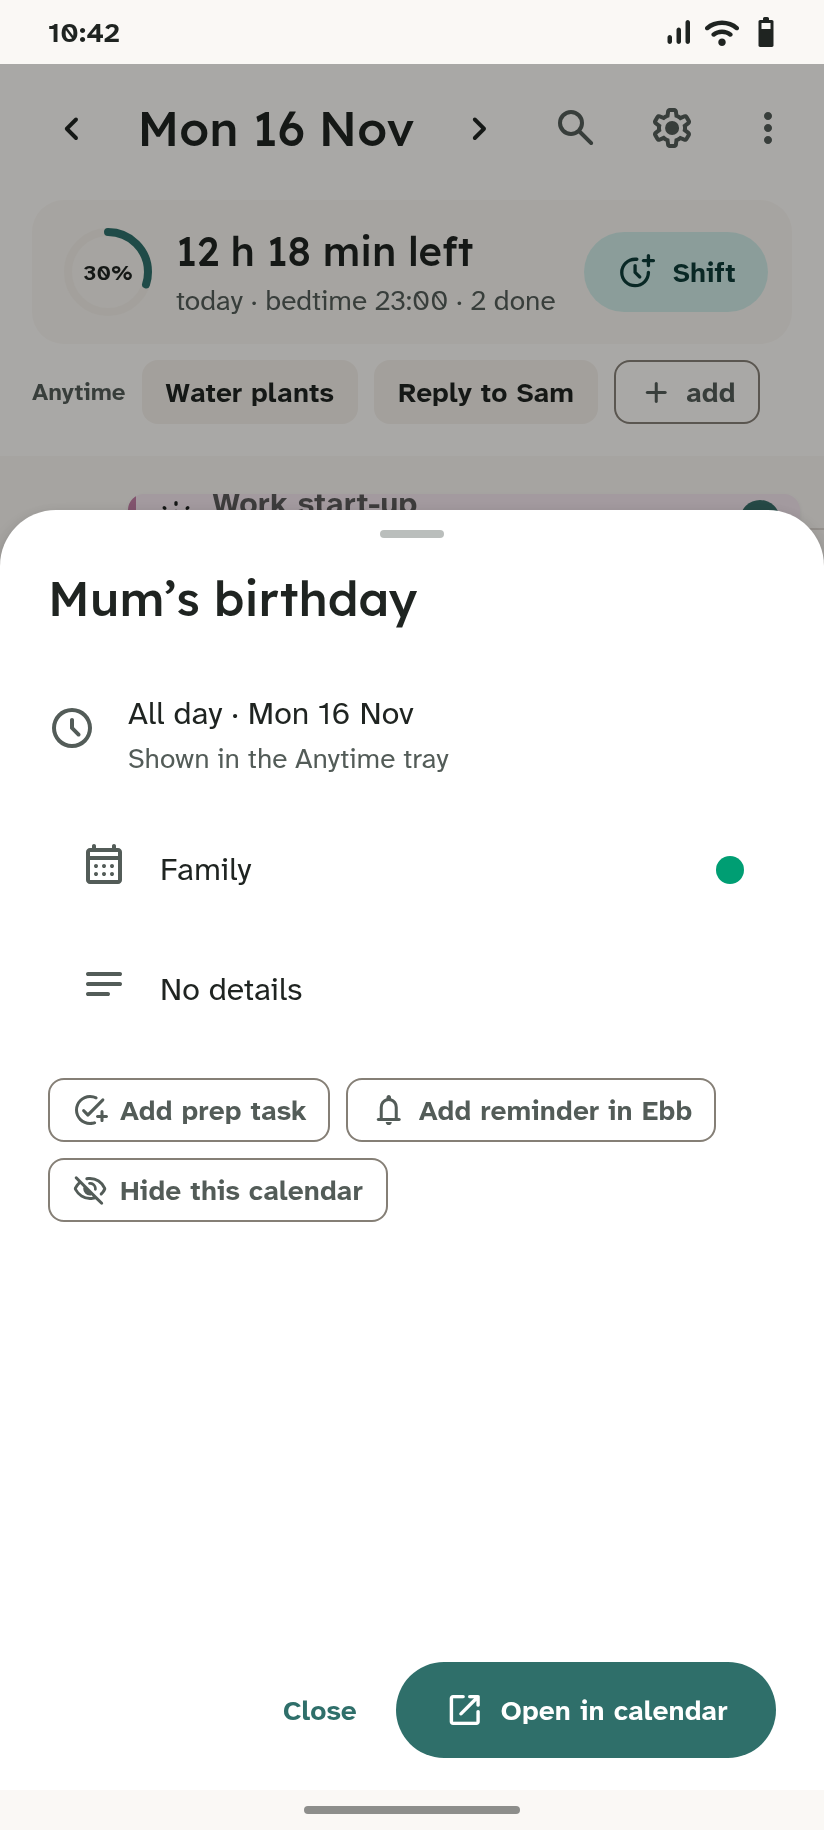 10:42
Mon 16 Nov
30%
12 h 18 min left
today · bedtime 23:00 · 2 done
Shift
Anytime
Water plants
Reply to Sam
add
Work start-up
Mum’s birthday
All day · Mon 16 Nov
Shown in the Anytime tray
Family
No details
Add prep task
Add reminder in Ebb
Hide this calendar
Close
Open in calendar